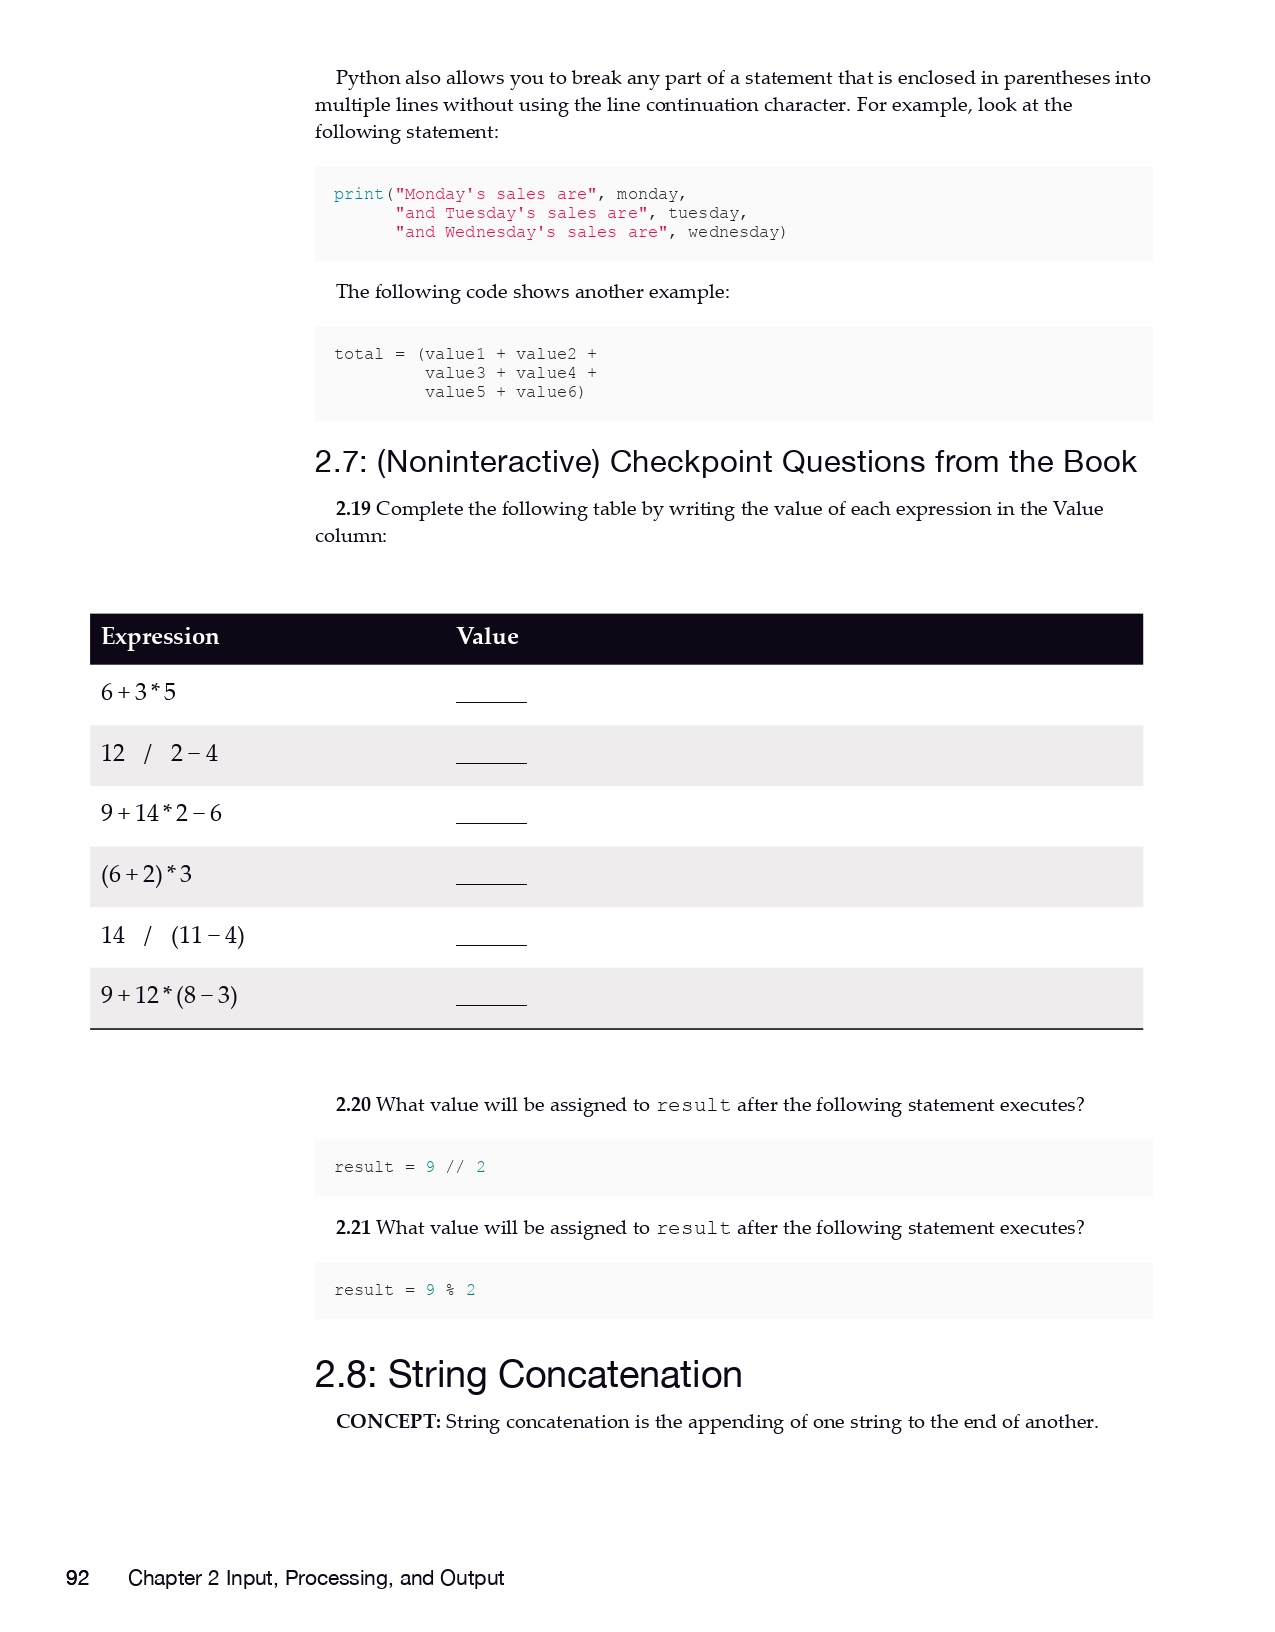 Python also allows you to break any part of a statement that is enclosed in parentheses into
multiple lines without using the line continuation character. For example, look at the
following statement:
print("Monday's sales are", monday,
      "and Tuesday's sales are", tuesday,
      "and Wednesday's sales are", wednesday)
The following code shows another example:
total = (value1 + value2 +
         value3 + value4 +
         value5 + value6)
2.7: (Noninteractive) Checkpoint Questions from the Book
2.19 Complete the following table by writing the value of each expression in the Value
column:
Expression Value
6 + 3 * 5 ______
12 / 2 − 4 ______
9 + 14 * 2 − 6 ______
(6 + 2) * 3 ______
14 / (11 − 4) ______
9 + 12 * (8 − 3) ______
2.20 What value will be assigned to result after the following statement executes?
result = 9 // 2
2.21 What value will be assigned to result after the following statement executes?
result = 9 % 2
2.8: String Concatenation
CONCEPT: String concatenation is the appending of one string to the end of another.
92 Chapter 2 Input, Processing, and Output